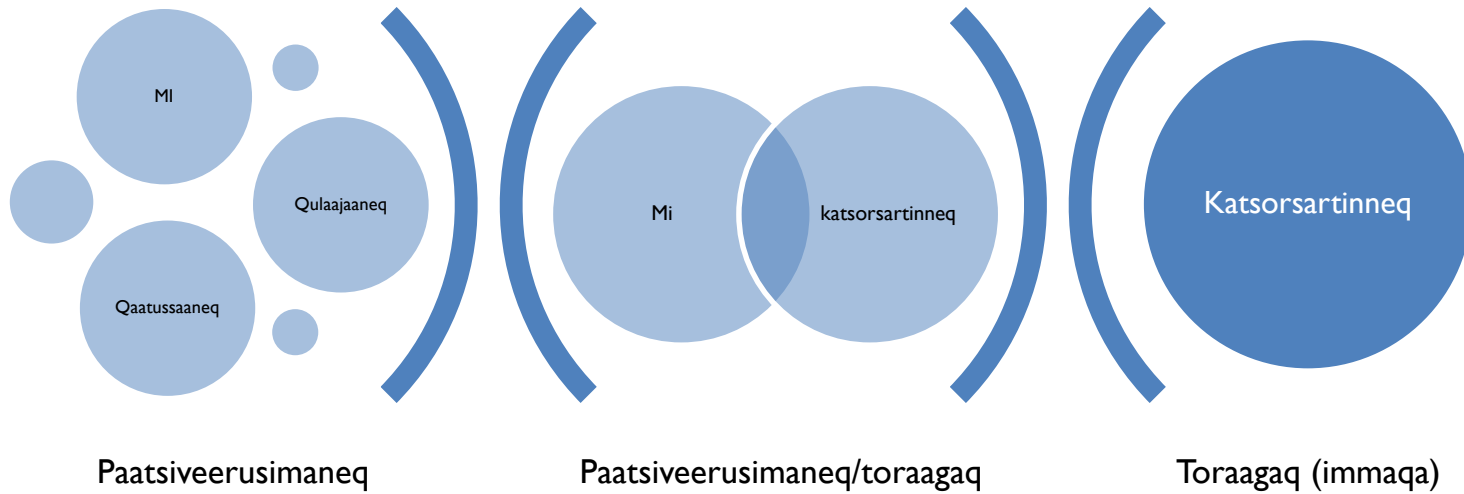 MI
Qulaajaaneq
Qaatussaaneq
Paatsiveerusimaneq
Mi
katsorsartinneq
Paatsiveerusimaneq/toraagaq
Katsorsartinneq
Toraagaq (immaqa)